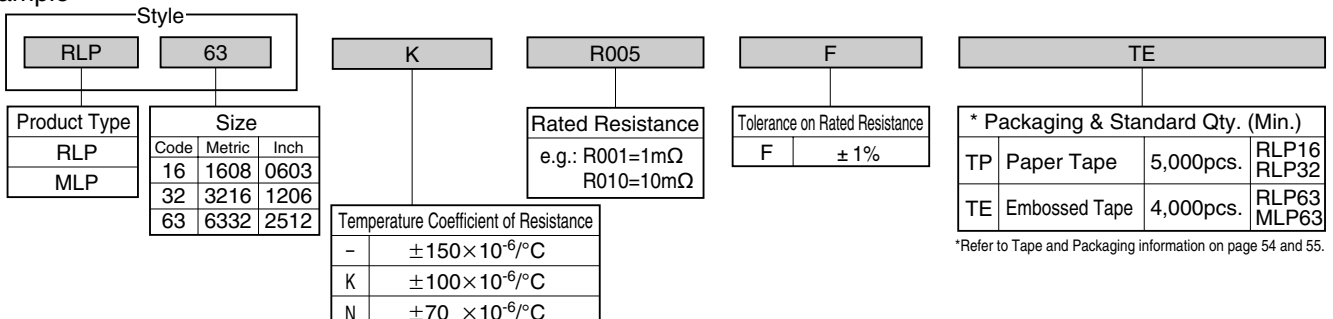 Style
RLP 63 K R005 F TE
Product Type
RLP
MLP
Size
Code Metric Inch
16 1608 0603
32 3216 1206
63 6332 2512
Temperature Coefficient of Resistance
– ±150×10⁻⁶/°C
K ±100×10⁻⁶/°C
N ±70 ×10⁻⁶/°C
Rated Resistance
e.g.: R001=1mΩ
R010=10mΩ
Tolerance on Rated Resistance
F ±1%
* Packaging & Standard Qty. (Min.)
TP Paper Tape 5,000pcs. RLP16
RLP32
TE Embossed Tape 4,000pcs. RLP63
MLP63
*Refer to Tape and Packaging information on page 54 and 55.